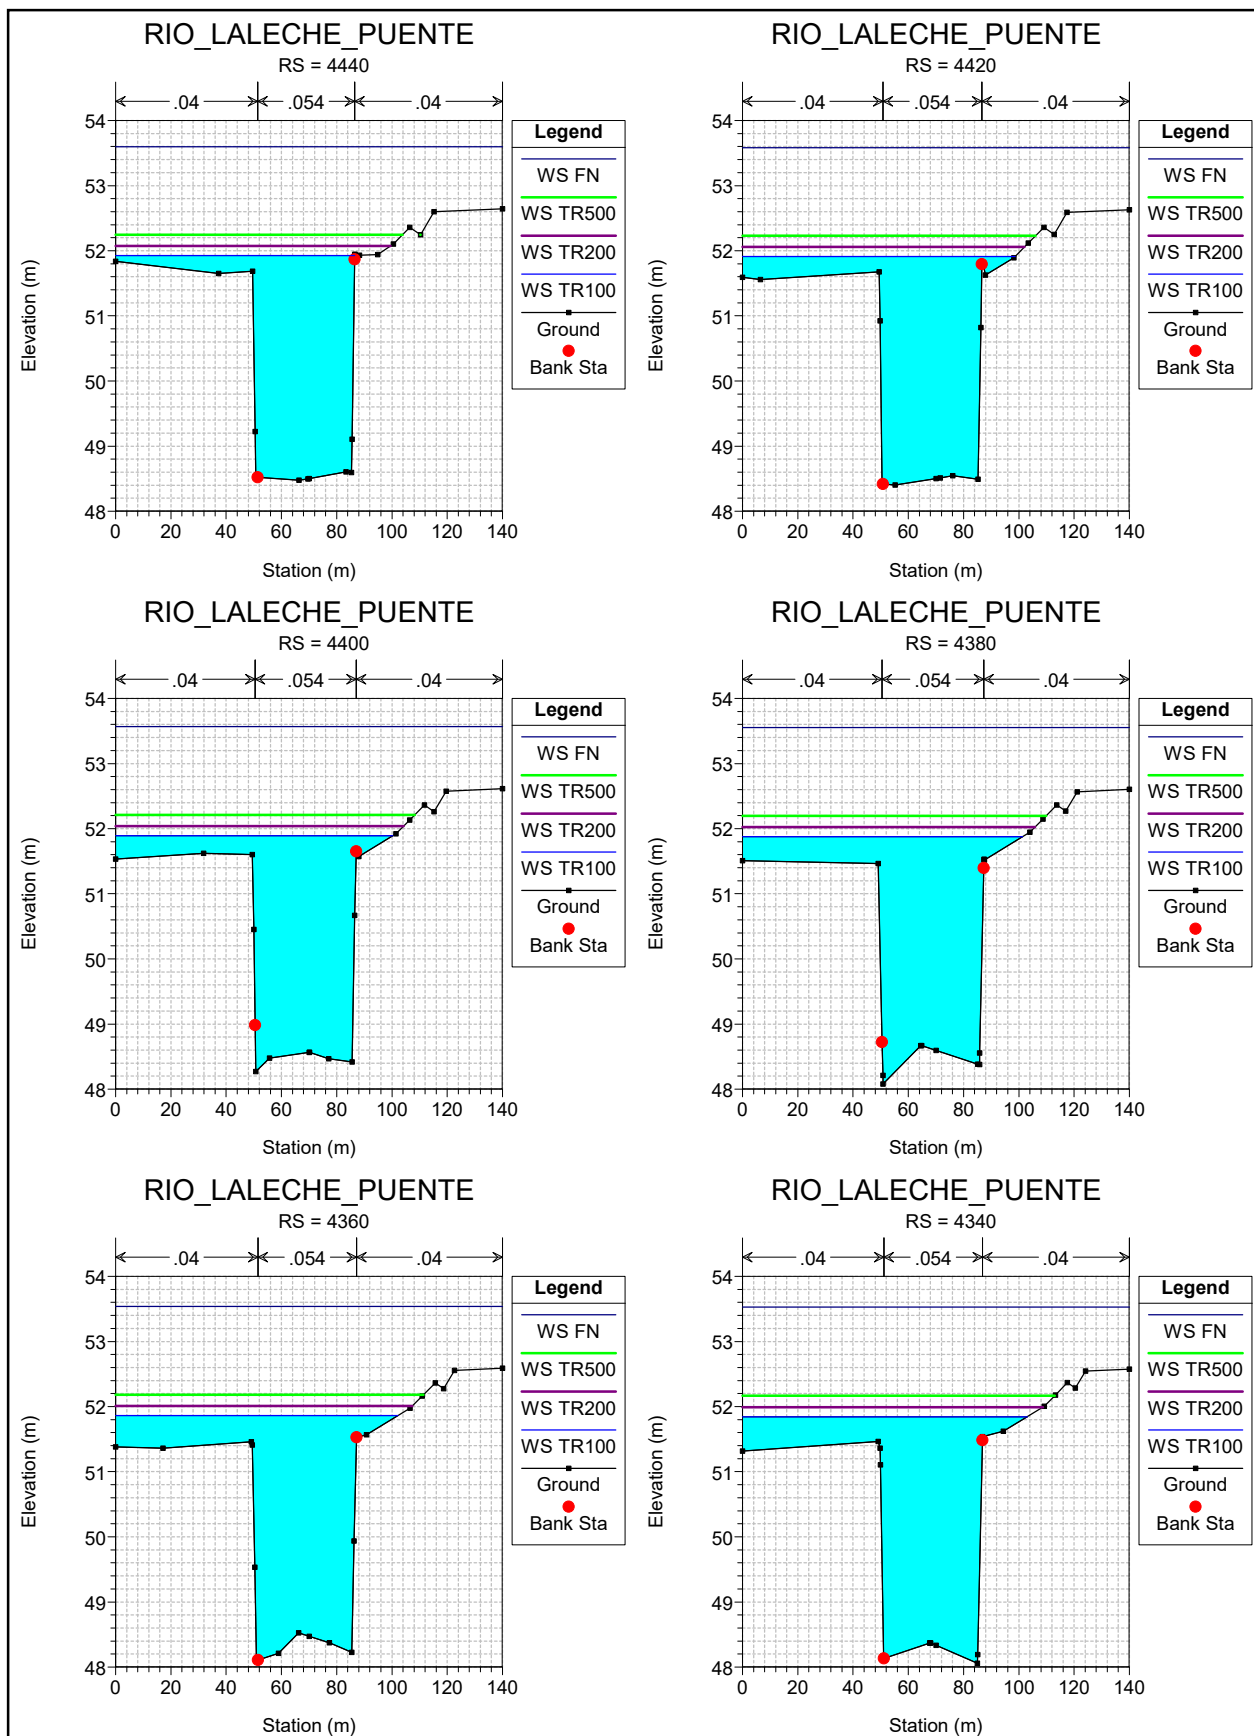 RIO_LALECHE_PUENTE
RS = 4440
.04 .054 .04
54
53
52
51
50
49
48
Elevation (m)
0 20 40 60 80 100 120 140
Station (m)
Legend
WS FN
WS TR500
WS TR200
WS TR100
Ground
Bank Sta
RIO_LALECHE_PUENTE
RS = 4420
.04 .054 .04
54
53
52
51
50
49
48
Elevation (m)
0 20 40 60 80 100 120 140
Station (m)
Legend
WS FN
WS TR500
WS TR200
WS TR100
Ground
Bank Sta
RIO_LALECHE_PUENTE
RS = 4400
.04 .054 .04
54
53
52
51
50
49
48
Elevation (m)
0 20 40 60 80 100 120 140
Station (m)
Legend
WS FN
WS TR500
WS TR200
WS TR100
Ground
Bank Sta
RIO_LALECHE_PUENTE
RS = 4380
.04 .054 .04
54
53
52
51
50
49
48
Elevation (m)
0 20 40 60 80 100 120 140
Station (m)
Legend
WS FN
WS TR500
WS TR200
WS TR100
Ground
Bank Sta
RIO_LALECHE_PUENTE
RS = 4360
.04 .054 .04
54
53
52
51
50
49
48
Elevation (m)
0 20 40 60 80 100 120 140
Station (m)
Legend
WS FN
WS TR500
WS TR200
WS TR100
Ground
Bank Sta
RIO_LALECHE_PUENTE
RS = 4340
.04 .054 .04
54
53
52
51
50
49
48
Elevation (m)
0 20 40 60 80 100 120 140
Station (m)
Legend
WS FN
WS TR500
WS TR200
WS TR100
Ground
Bank Sta